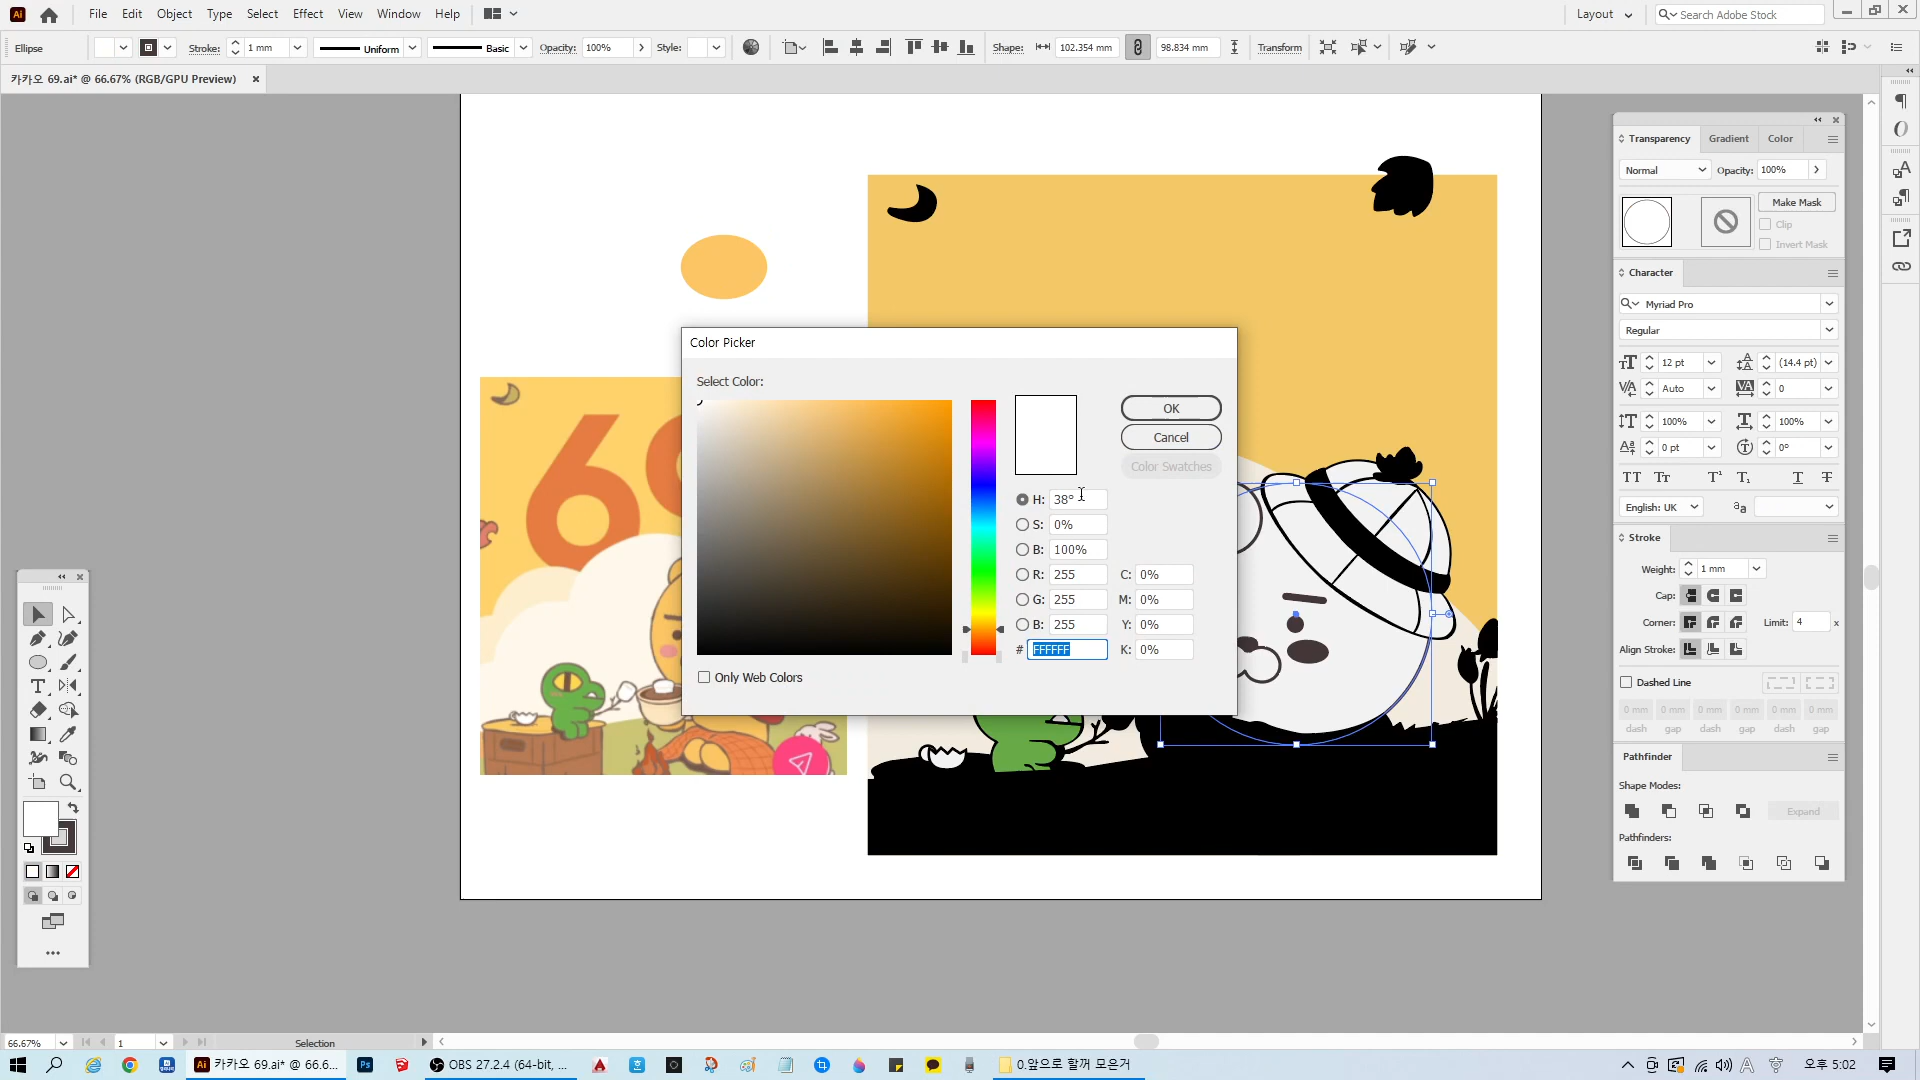 Ai File Edit Object Type Select Effect View Window Help Layout Search Adobe Stock
Ellipse Stroke: 1 mm Uniform Basic Opacity: 100% Style: Shape: 102.354 mm 98.834 mm Transform
카카오 69.ai* @ 66.67% (RGB/GPU Preview) ×
Transparency Gradient Color
Normal Opacity: 100%
Make Mask
Clip
Invert Mask
Character
Myriad Pro
Regular
12 pt (14.4 pt)
Auto 0
100% 100%
0 pt 0°
English: UK
Stroke
Weight: 1 mm
Cap:
Corner: Limit: 4 x
Align Stroke:
Dashed Line
0 mm 0 mm 0 mm 0 mm 0 mm 0 mm
dash gap dash gap dash gap
Pathfinder
Shape Modes:
Expand
Pathfinders:
Color Picker
Select Color:
OK
Cancel
Color Swatches
H: 38°
S: 0%
B: 100%
R: 255 C: 0%
G: 255 M: 0%
B: 255 Y: 0%
# FFFFFF K: 0%
Only Web Colors
69
66.67% 1 Selection
Ai 카카오 69.ai* @ 66.6... Ps OBS 27.2.4 (64-bit, ... 0.앞으로 할꺼 모은거 A 오후 5:02